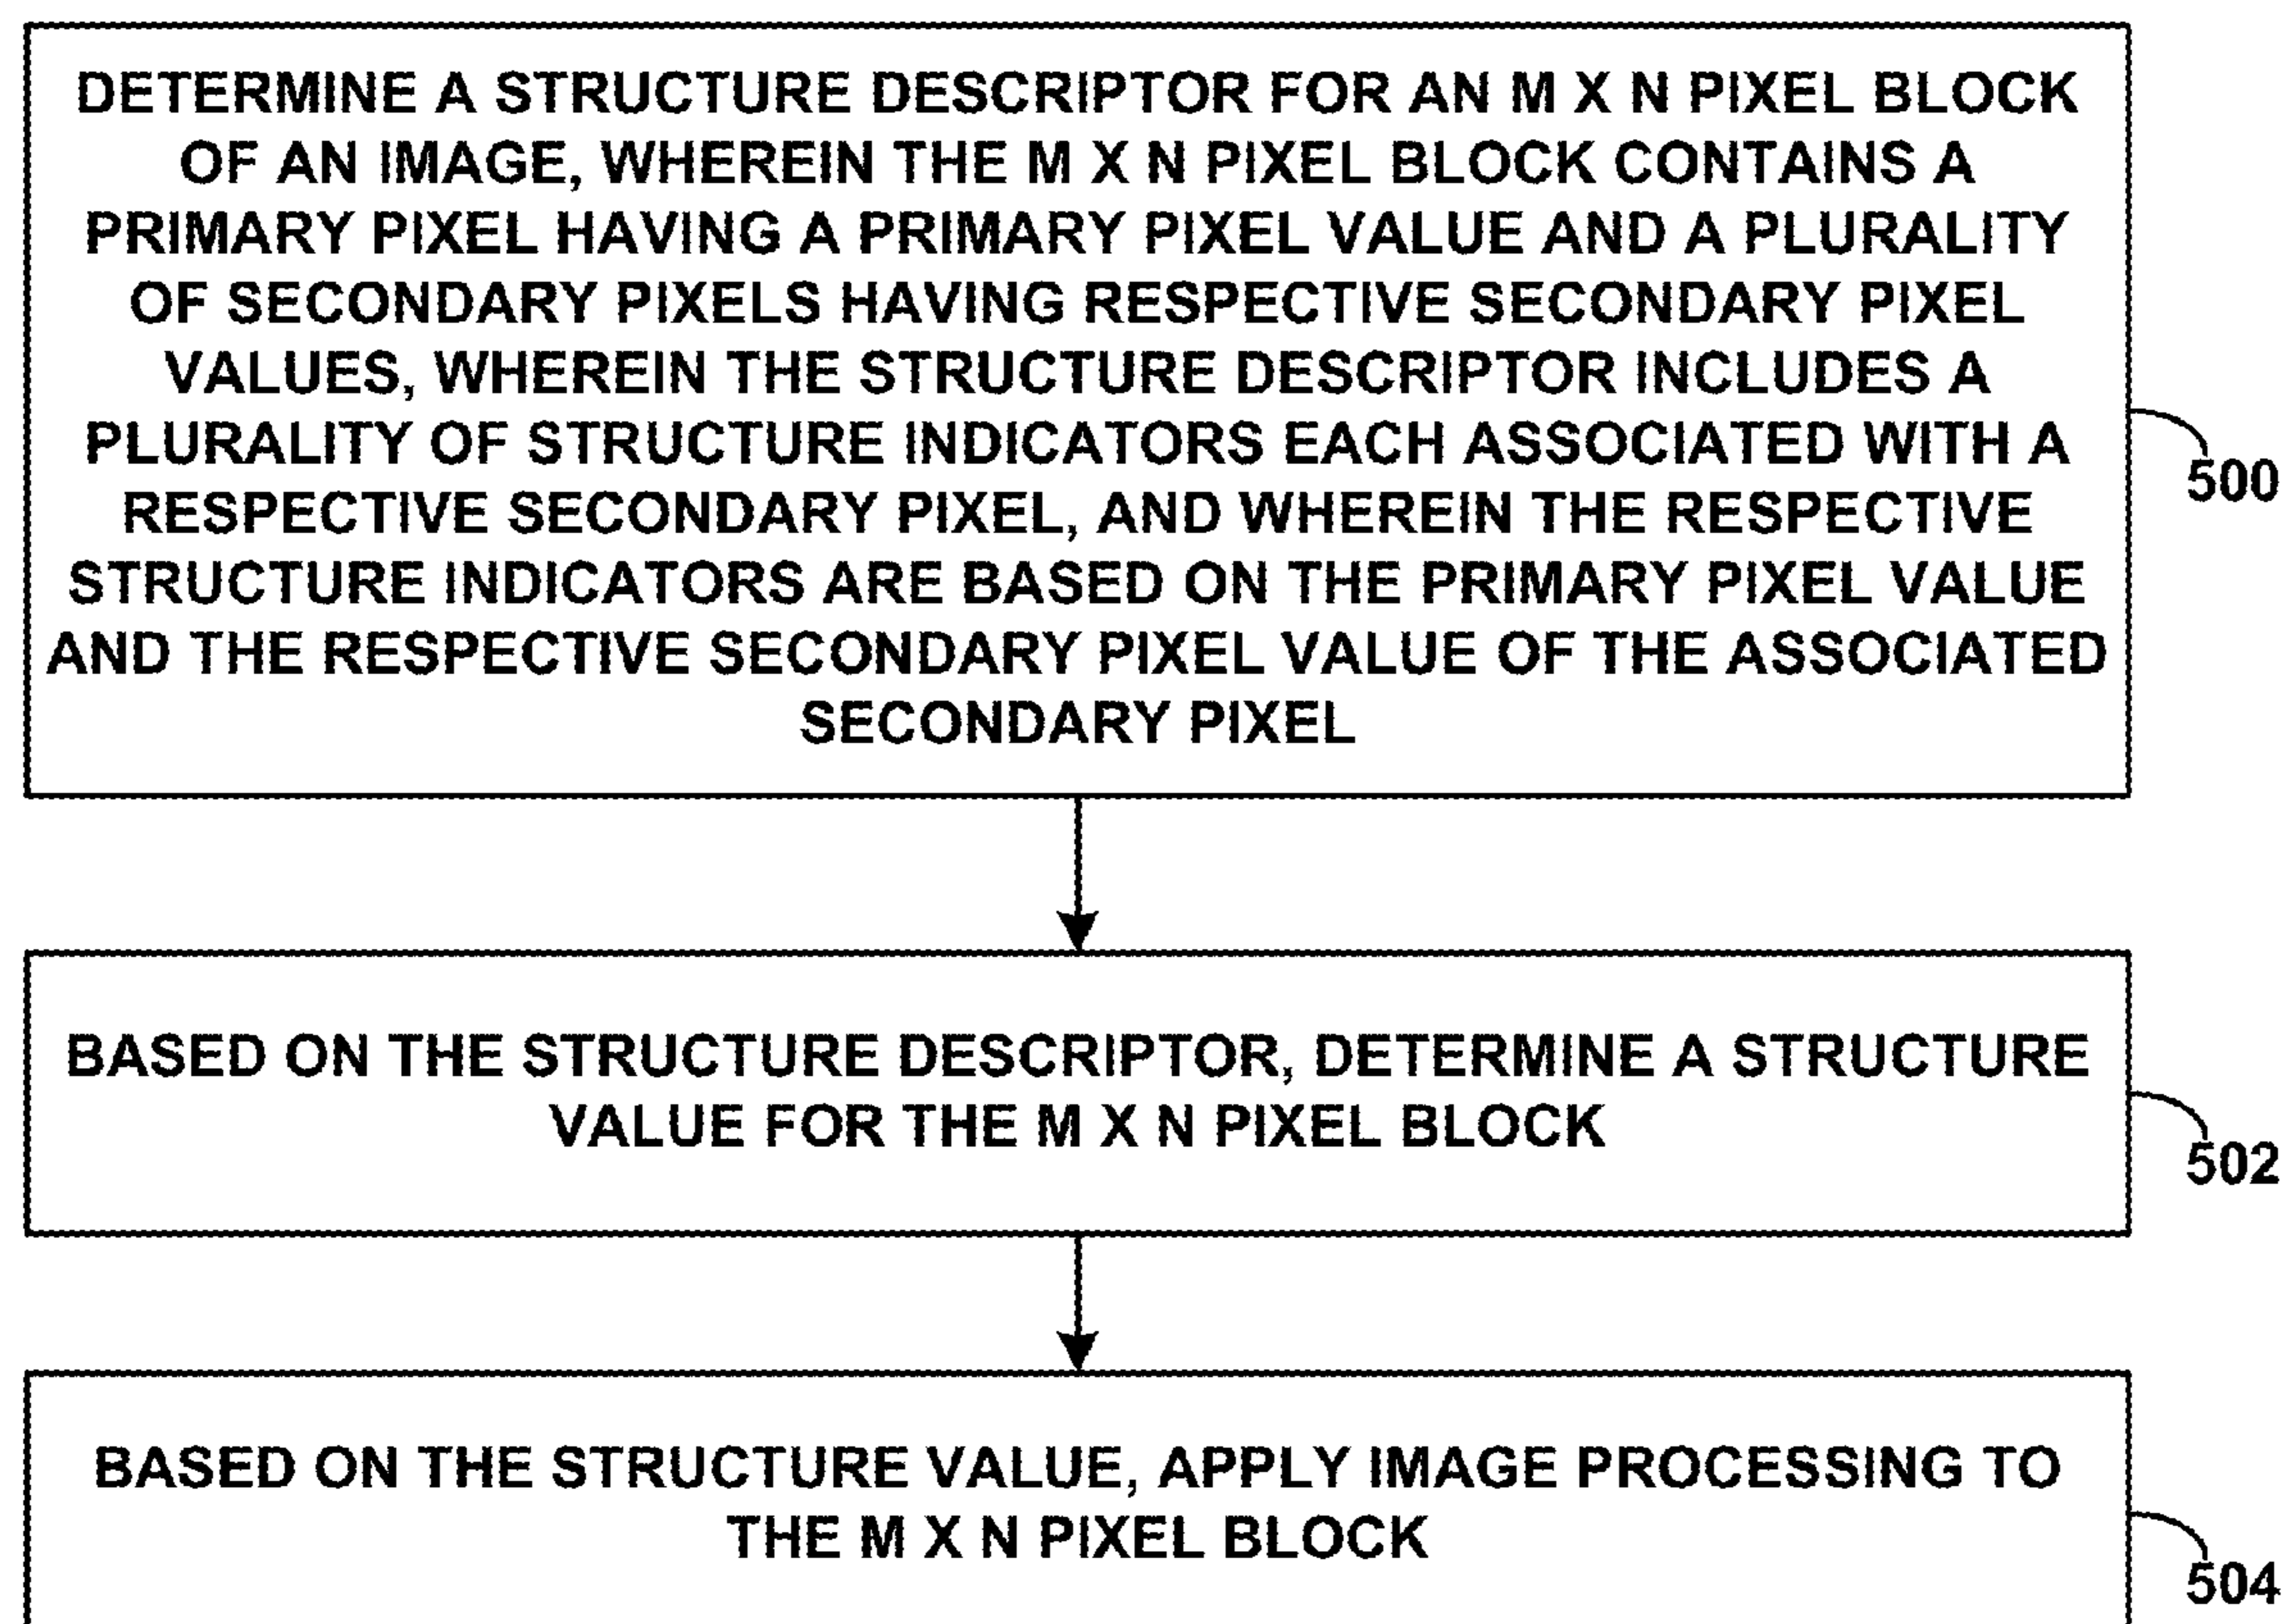 DETERMINE A STRUCTURE DESCRIPTOR FOR AN M X N PIXEL BLOCK
OF AN IMAGE, WHEREIN THE M X N PIXEL BLOCK CONTAINS A
PRIMARY PIXEL HAVING A PRIMARY PIXEL VALUE AND A PLURALITY
OF SECONDARY PIXELS HAVING RESPECTIVE SECONDARY PIXEL
VALUES, WHEREIN THE STRUCTURE DESCRIPTOR INCLUDES A
PLURALITY OF STRUCTURE INDICATORS EACH ASSOCIATED WITH A
RESPECTIVE SECONDARY PIXEL, AND WHEREIN THE RESPECTIVE
STRUCTURE INDICATORS ARE BASED ON THE PRIMARY PIXEL VALUE
AND THE RESPECTIVE SECONDARY PIXEL VALUE OF THE ASSOCIATED
SECONDARY PIXEL
500
BASED ON THE STRUCTURE DESCRIPTOR, DETERMINE A STRUCTURE
VALUE FOR THE M X N PIXEL BLOCK
502
BASED ON THE STRUCTURE VALUE, APPLY IMAGE PROCESSING TO
THE M X N PIXEL BLOCK
504